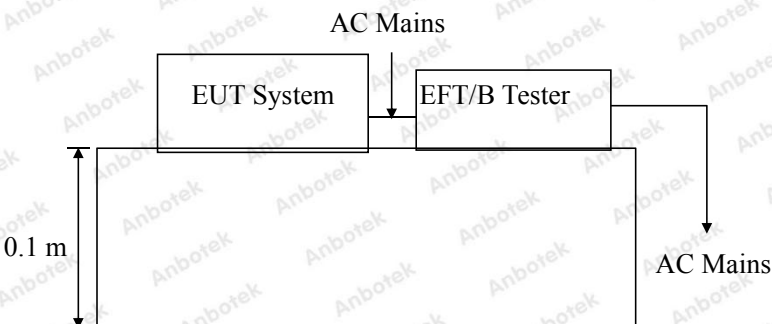 AC Mains
EUT System
EFT/B Tester
0.1 m
AC Mains